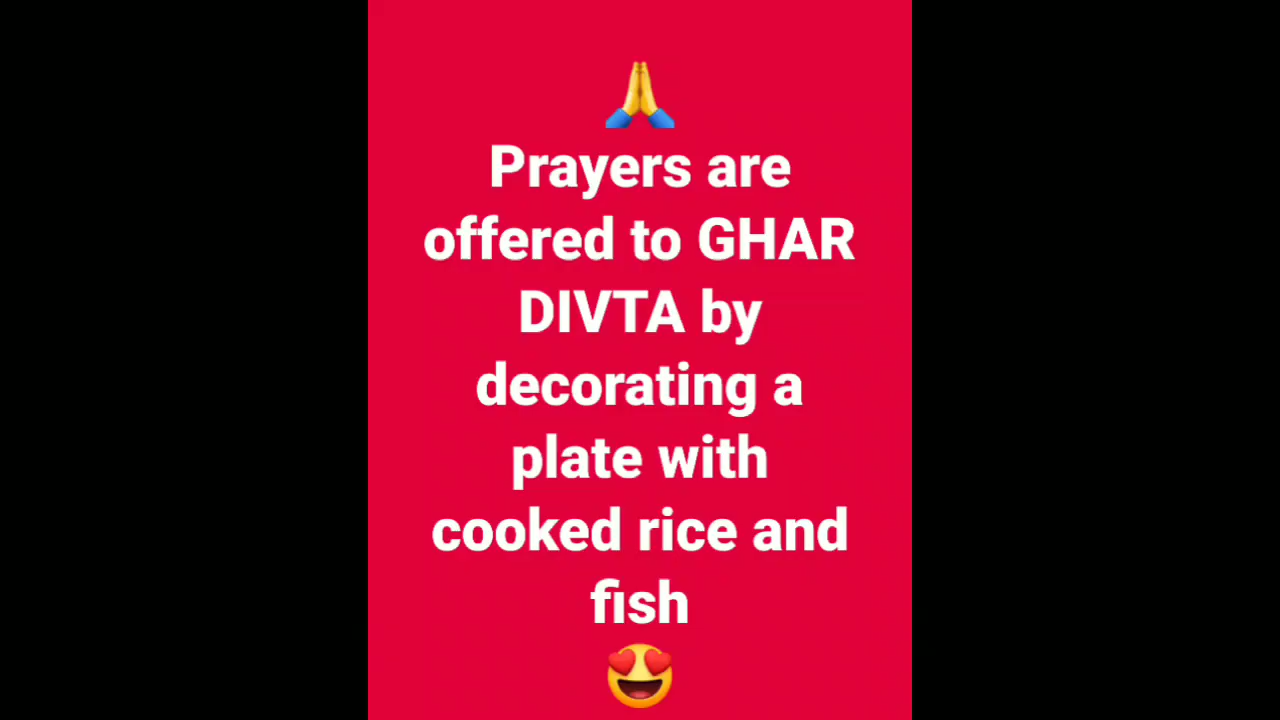 🙏
Prayers are
offered to GHAR
DIVTA by
decorating a
plate with
cooked rice and
fish
😍